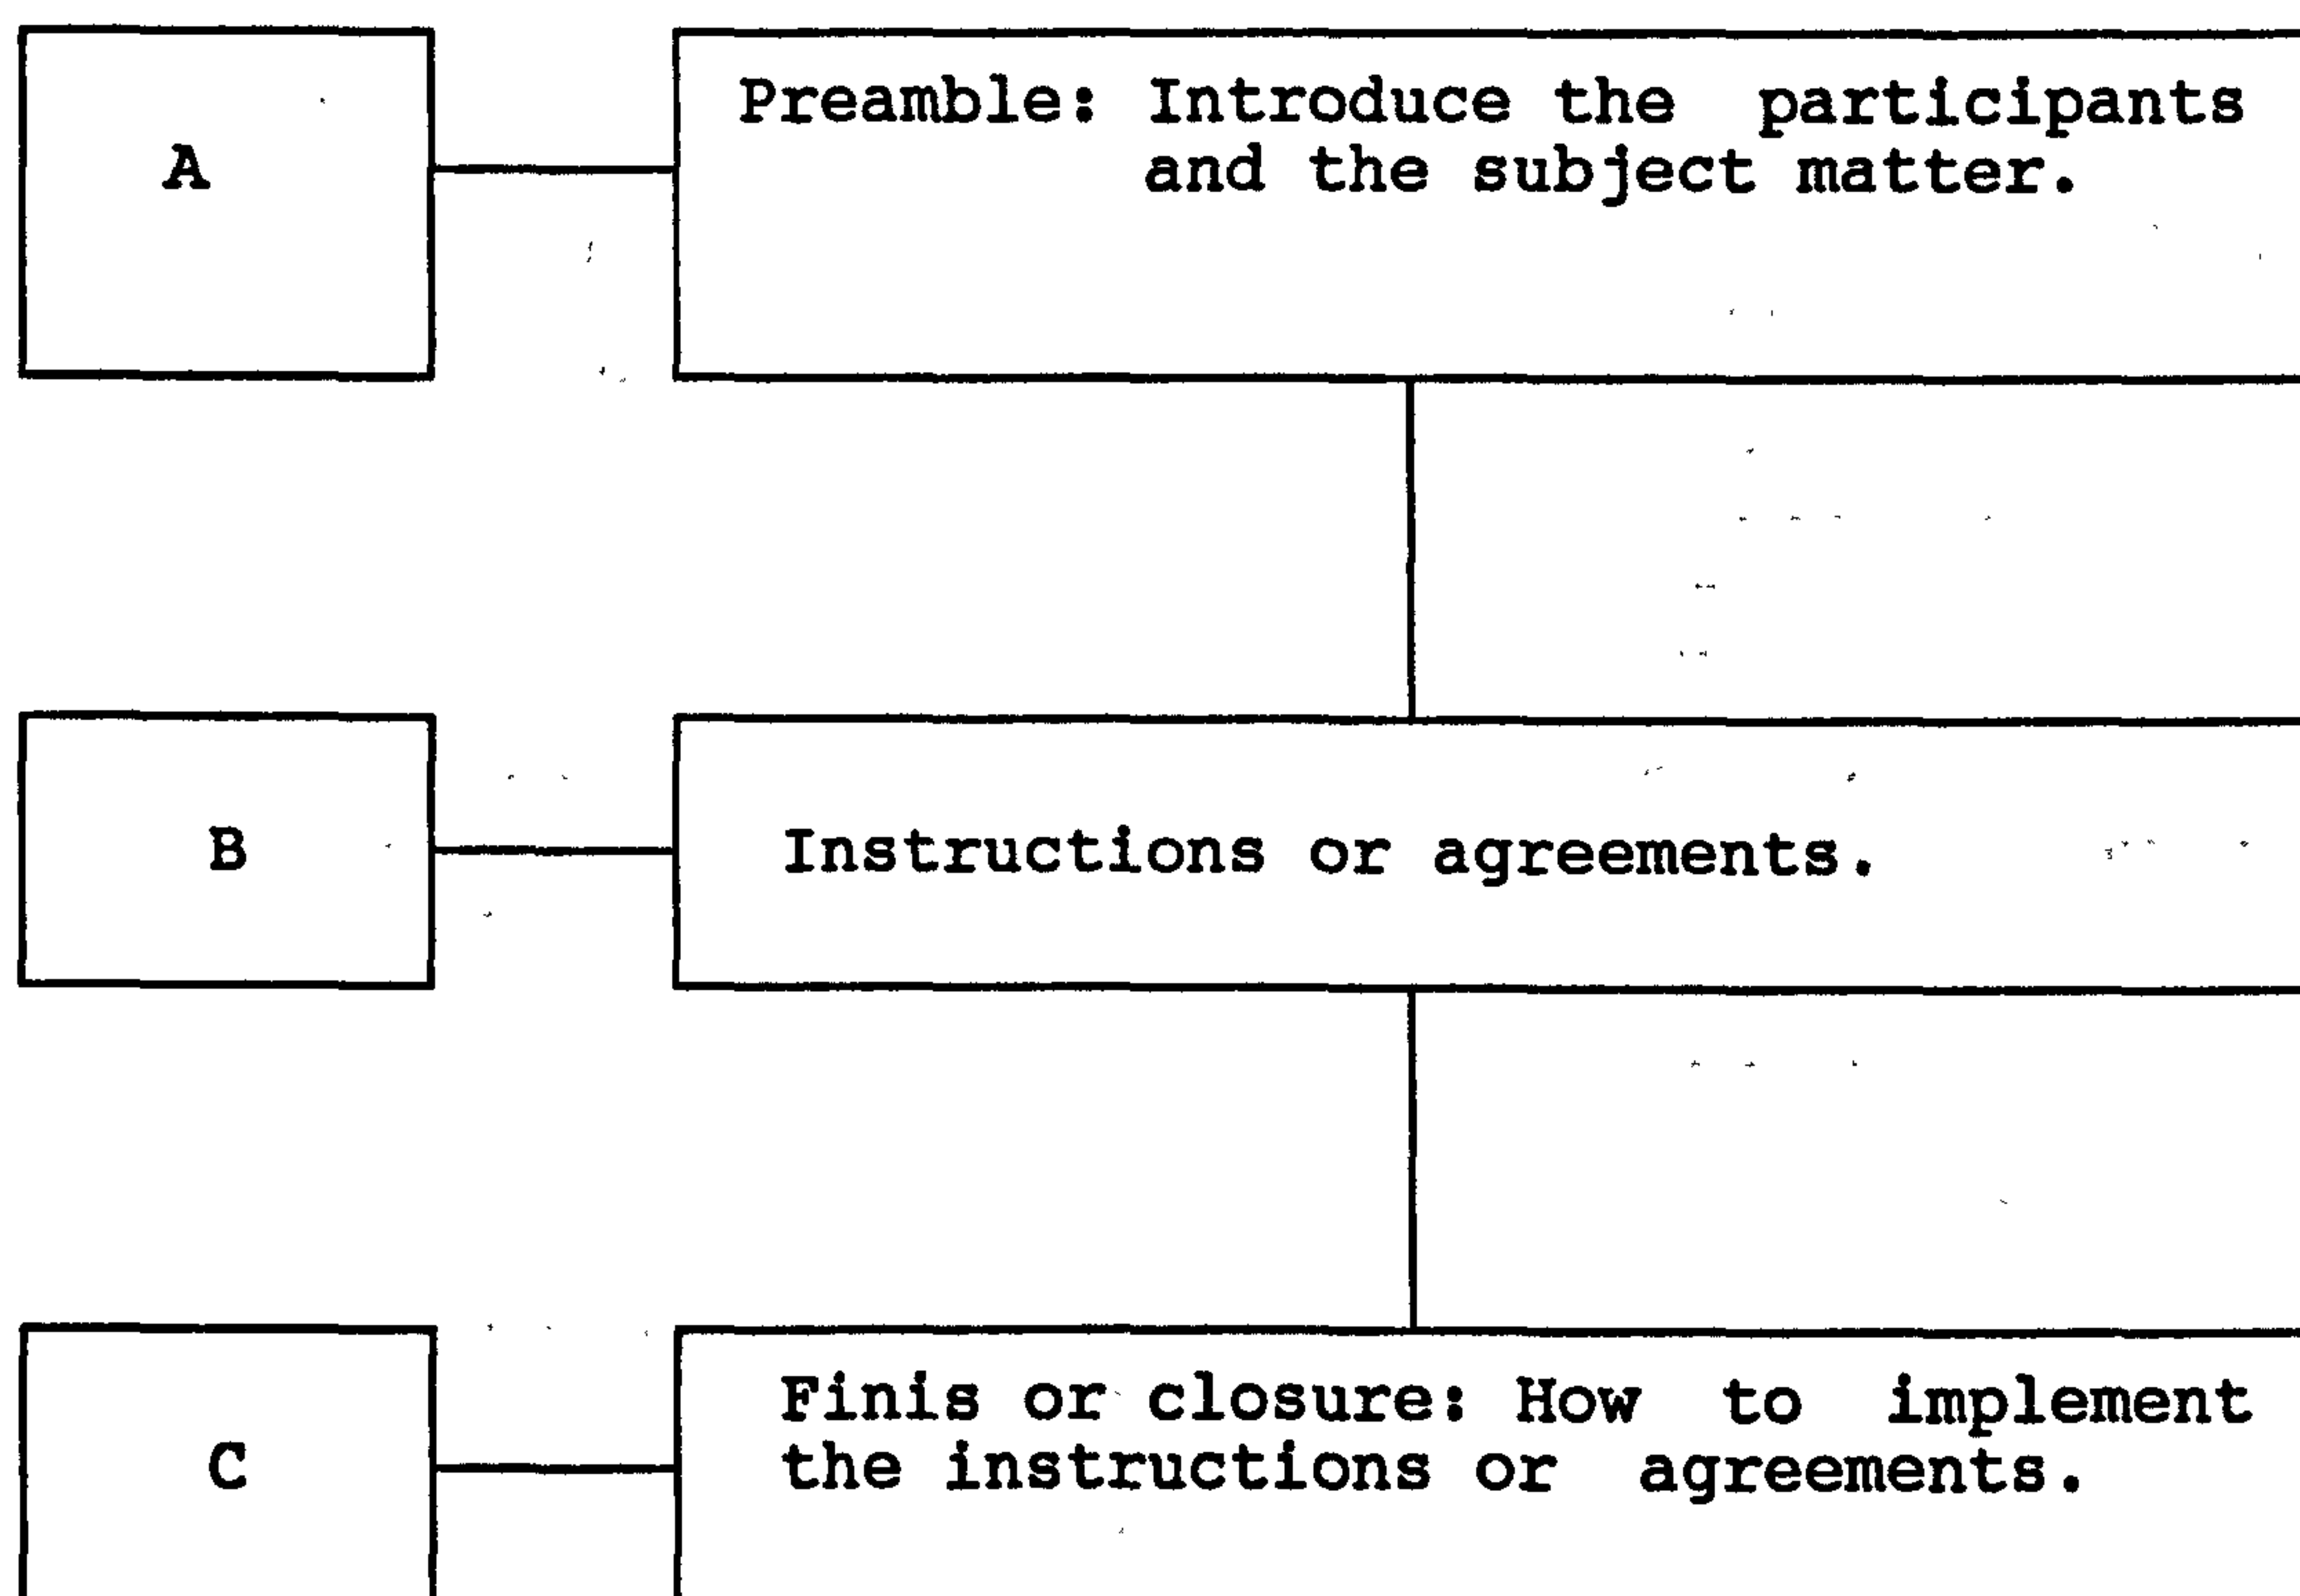 A
Preamble: Introduce the participants
and the subject matter.
B
Instructions or agreements.
C
Finis or closure: How to implement
the instructions or agreements.